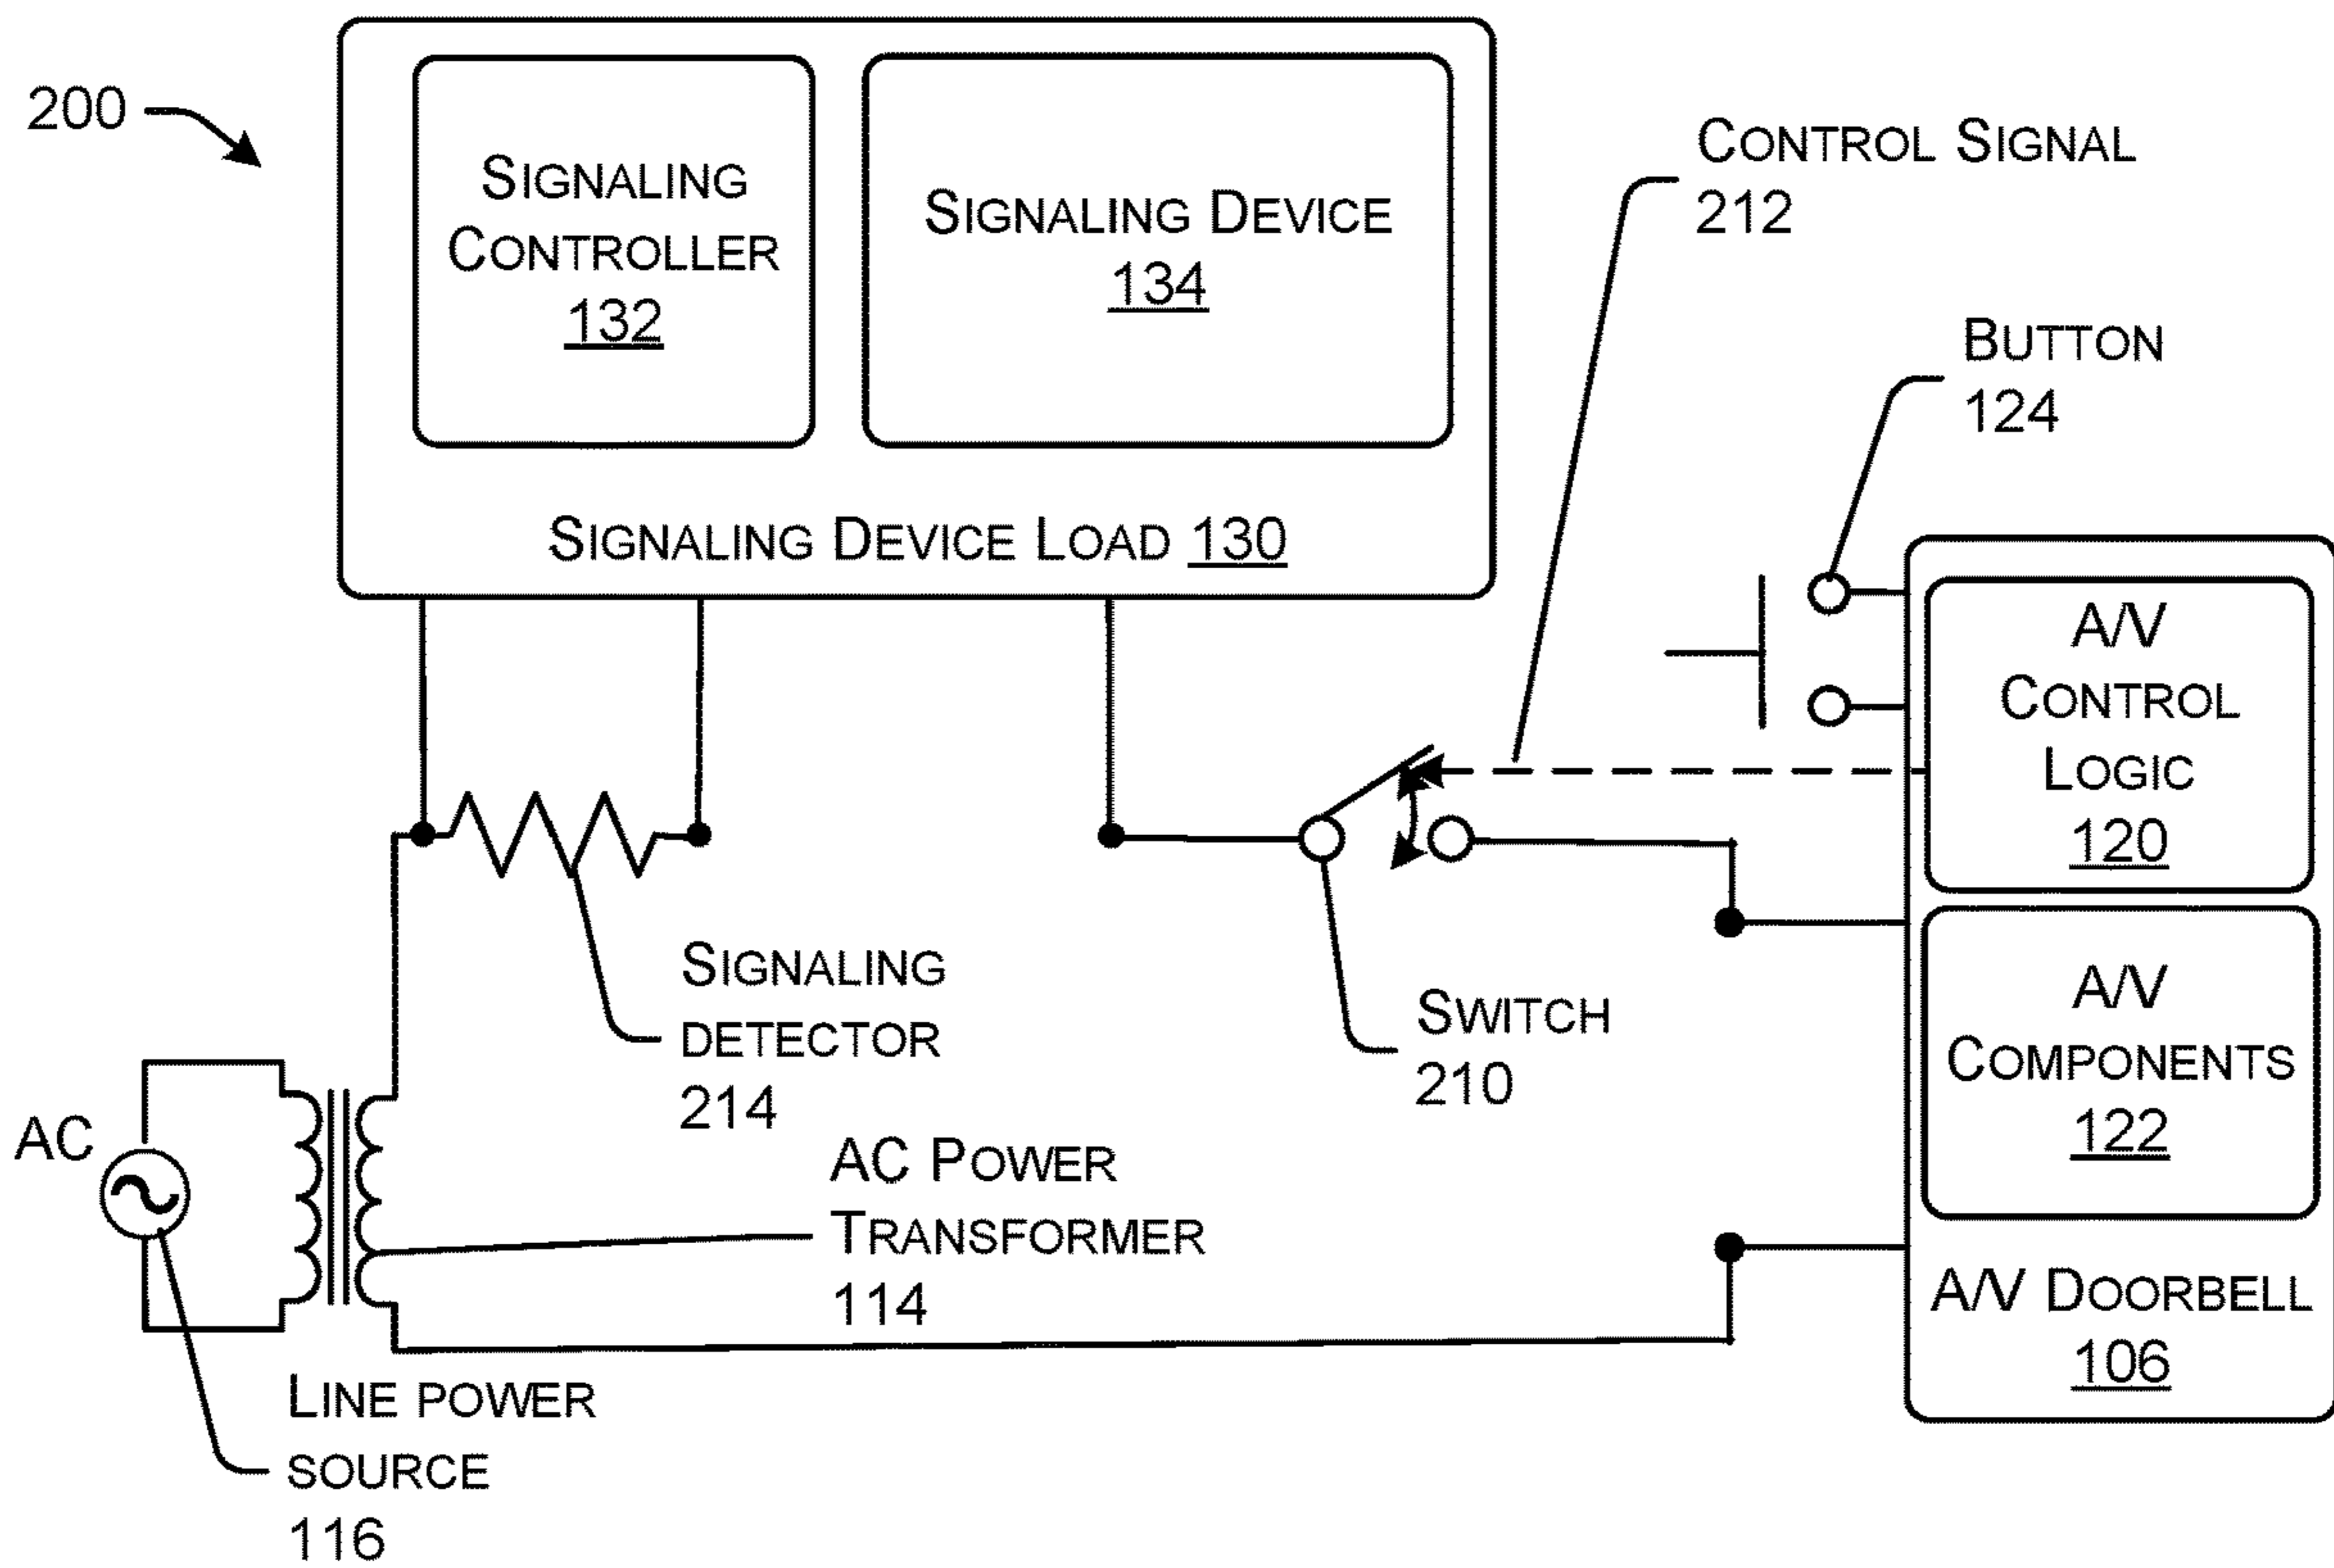 200
SIGNALING
CONTROLLER
132
SIGNALING DEVICE
134
SIGNALING DEVICE LOAD 130
CONTROL SIGNAL
212
BUTTON
124
A/V
CONTROL
LOGIC
120
A/V
COMPONENTS
122
A/V DOORBELL
106
SIGNALING
DETECTOR
214
SWITCH
210
AC
AC POWER
TRANSFORMER
114
LINE POWER
SOURCE
116